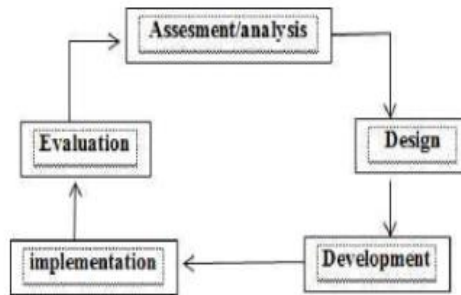 Assesment/analysis
Design
Development
implementation
Evaluation